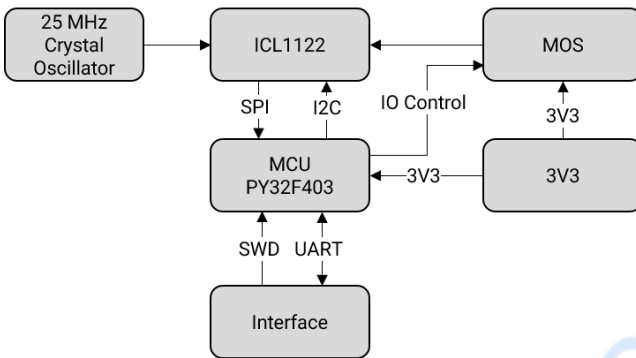 25 MHz
Crystal
Oscillator
ICL1122
MOS
SPI
I2C
IO Control
3V3
MCU
PY32F403
3V3
3V3
SWD
UART
Interface